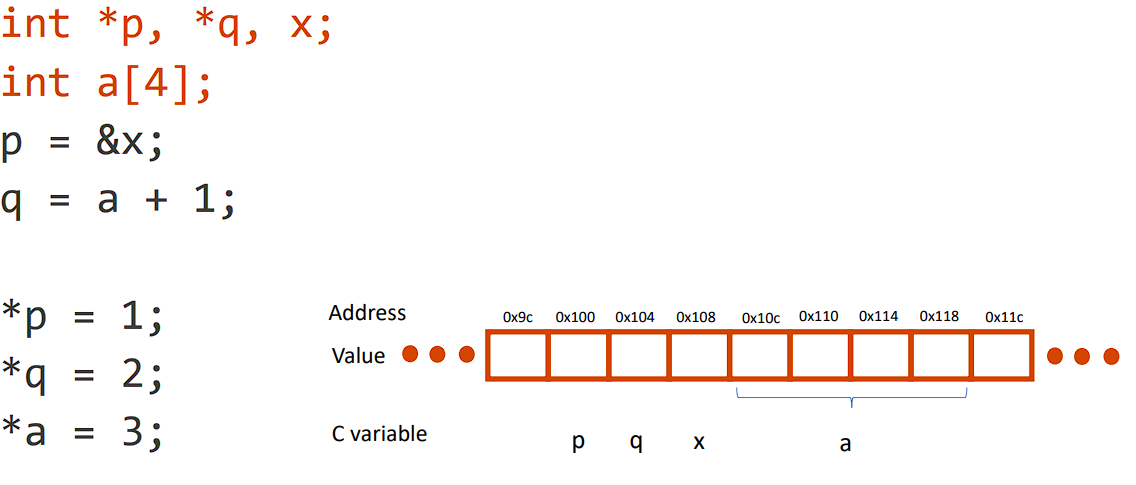 int *p, *q, x;
int a[4];
p = &x;
q = a + 1;
*p = 1;
*q = 2;
*a = 3;
Address 0x9c 0x100 0x104 0x108 0x10c 0x110 0x114 0x118 0x11c
Value
C variable p q x a